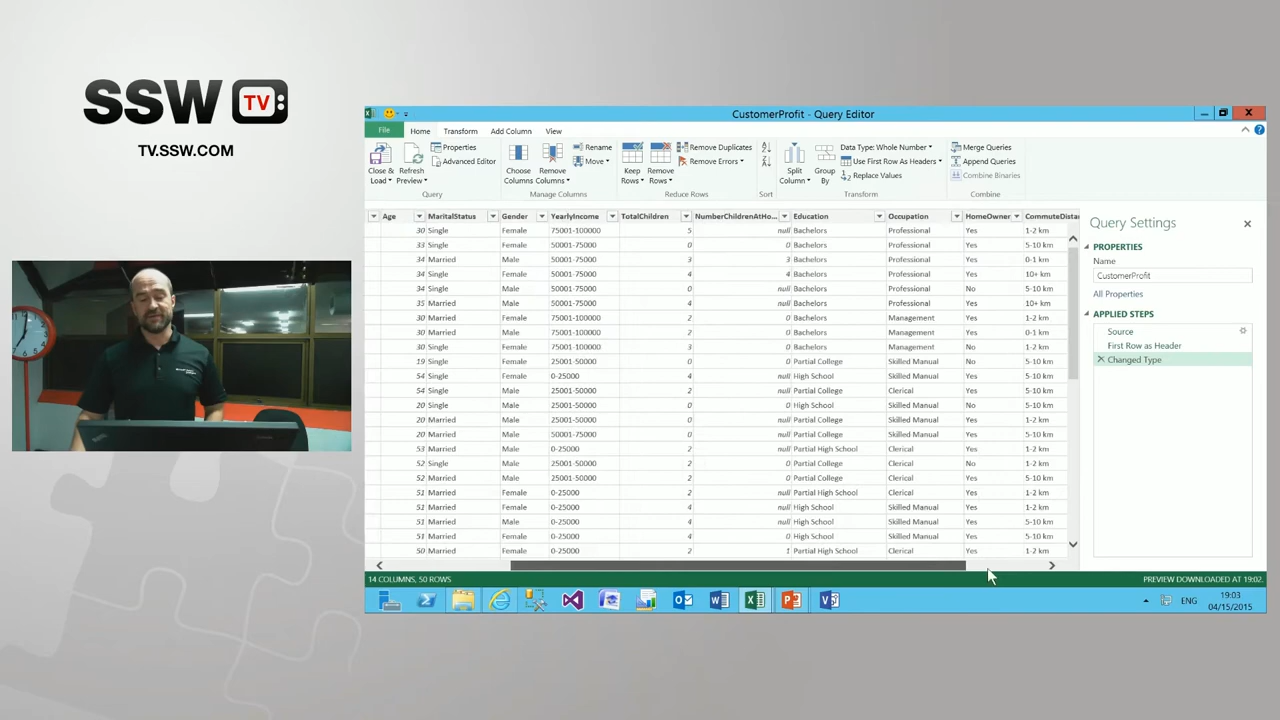 SSW TV
TV.SSW.COM
CustomerProfit - Query Editor
File Home Transform Add Column View
Close & Load
Refresh Preview
Properties
Advanced Editor
Query
Choose Columns
Remove Columns
Rename
Move
Manage Columns
Keep Rows
Remove Rows
Remove Duplicates
Remove Errors
Reduce Rows
Sort
Split Column
Group By
Data Type: Whole Number
Use First Row As Headers
Replace Values
Transform
Merge Queries
Append Queries
Combine Binaries
Combine
Age MaritalStatus Gender YearlyIncome TotalChildren NumberChildrenAtHo... Education Occupation HomeOwner CommuteDistan
30 Single Female 75001-100000 5 null Bachelors Professional Yes 1-2 km
33 Single Female 50001-75000 0 0 Bachelors Professional Yes 5-10 km
34 Married Male 50001-75000 3 3 Bachelors Professional Yes 0-1 km
34 Single Female 50001-75000 4 4 Bachelors Professional Yes 10+ km
35 Single Male 50001-75000 0 null Bachelors Professional No 5-10 km
35 Married Male 50001-75000 4 null Bachelors Professional Yes 10+ km
30 Married Female 75001-100000 2 0 Bachelors Management Yes 1-2 km
30 Married Male 75001-100000 2 0 Bachelors Management Yes 0-1 km
30 Single Female 75001-100000 3 0 Bachelors Management No 1-2 km
19 Single Male 25001-50000 0 0 Partial College Skilled Manual No 5-10 km
54 Single Female 0-25000 4 null High School Skilled Manual Yes 5-10 km
54 Single Male 25001-50000 2 0 Partial College Clerical Yes 5-10 km
20 Single Male 25001-50000 0 0 High School Skilled Manual No 5-10 km
20 Married Male 25001-50000 0 null Partial College Skilled Manual Yes 1-2 km
20 Married Male 50001-75000 0 null Partial College Skilled Manual Yes 5-10 km
53 Married Male 0-25000 2 null Partial High School Clerical Yes 1-2 km
52 Single Male 25001-50000 2 0 Partial College Clerical No 1-2 km
52 Married Male 25001-50000 2 0 Partial College Clerical Yes 5-10 km
51 Married Female 0-25000 2 null Partial High School Clerical Yes 1-2 km
51 Married Female 0-25000 4 null High School Skilled Manual Yes 1-2 km
51 Married Male 0-25000 2 null High School Skilled Manual Yes 5-10 km
51 Married Female 0-25000 4 0 High School Skilled Manual Yes 5-10 km
50 Married Female 0-25000 2 1 Partial High School Clerical Yes 1-2 km
Query Settings
PROPERTIES
Name
CustomerProfit
All Properties
APPLIED STEPS
Source
First Row as Header
Changed Type
14 COLUMNS, 50 ROWS
PREVIEW DOWNLOADED AT 19:02.
ENG
19:03
04/15/2015